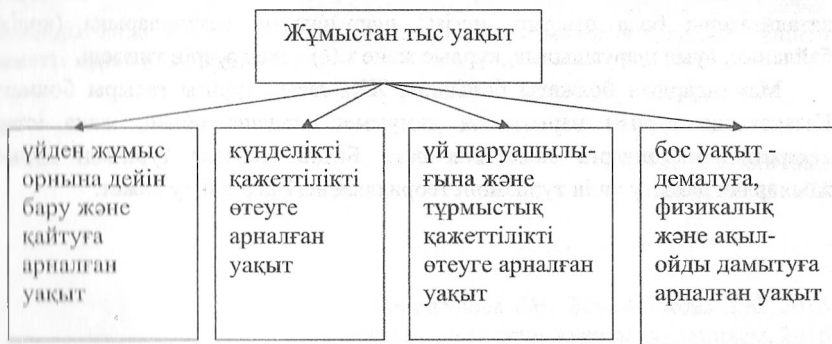 Жұмыстан тыс уақыт
үйден жұмыс
орнына дейін
бару және
қайтуға
арналған
уақыт
күнделікті
қажеттілікті
өтеуге
арналған
уақыт
үй шаруашылы-
ғына және
тұрмыстық
қажеттілікті
өтеуге арналған
уақыт
бос уақыт -
демалуға,
физикалық
және ақыл-
ойды дамытуға
арналған уақыт